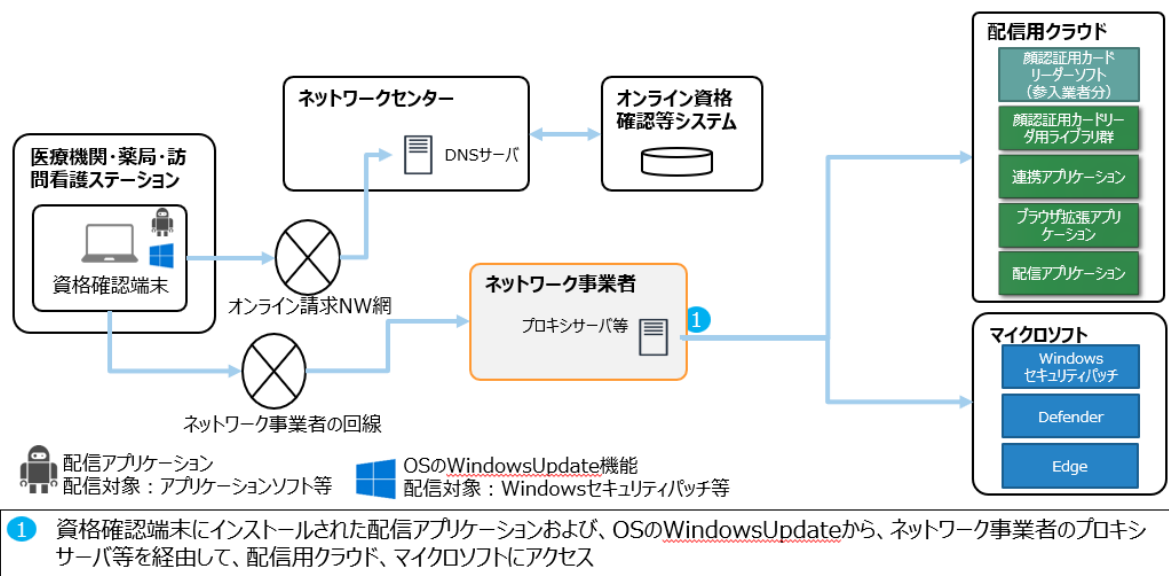 医療機関・薬局・訪
問看護ステーション
資格確認端末
オンライン請求NW網
ネットワーク事業者の回線
ネットワークセンター
DNSサーバ
オンライン資格
確認等システム
ネットワーク事業者
プロキシサーバ等
1
配信用クラウド
顔認証用カード
リーダーソフト
（参入業者分）
顔認証用カードリー
ダ用ライブラリ群
連携アプリケーション
ブラウザ拡張アプリ
ケーション
配信アプリケーション
マイクロソフト
Windows
セキュリティパッチ
Defender
Edge
配信アプリケーション
配信対象：アプリケーションソフト等
OSのWindowsUpdate機能
配信対象：Windowsセキュリティパッチ等
1 資格確認端末にインストールされた配信アプリケーションおよび、OSのWindowsUpdateから、ネットワーク事業者のプロキシ
サーバ等を経由して、配信用クラウド、マイクロソフトにアクセス